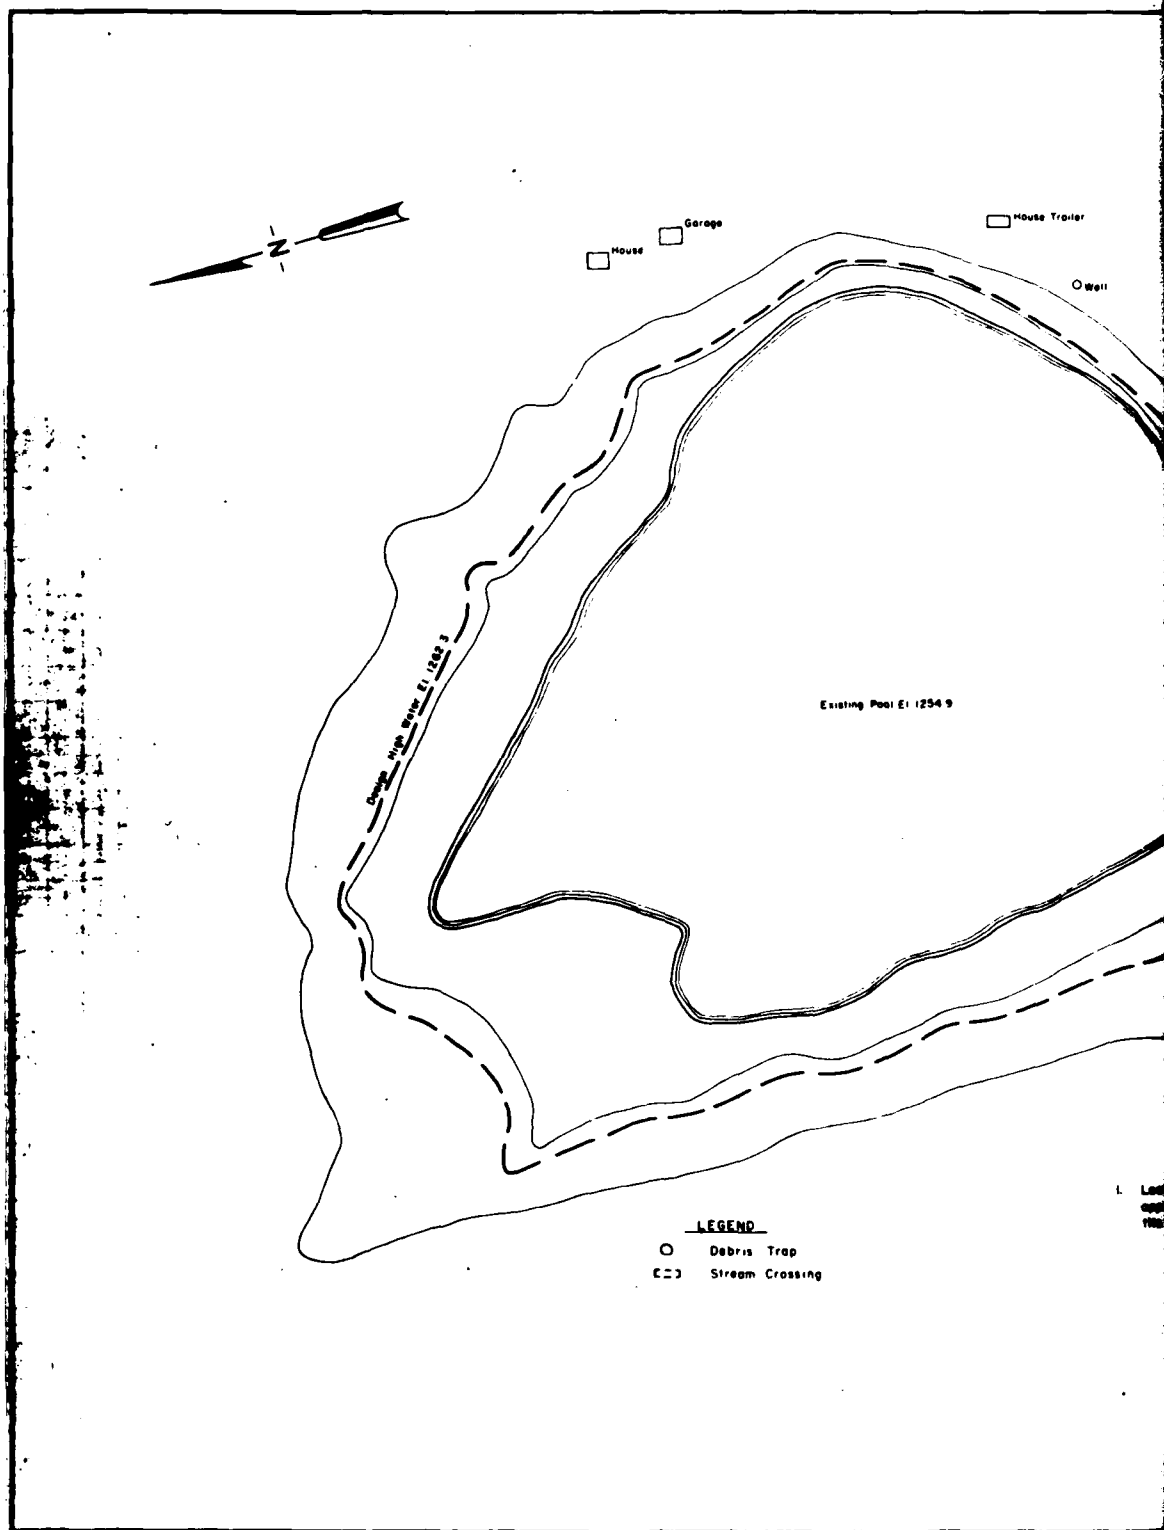 N
Garage
House
House Trailer
Well
Design High Water El 1262 3
Existing Pool El 1254 9
1.
LEGEND
Debris Trap
Stream Crossing